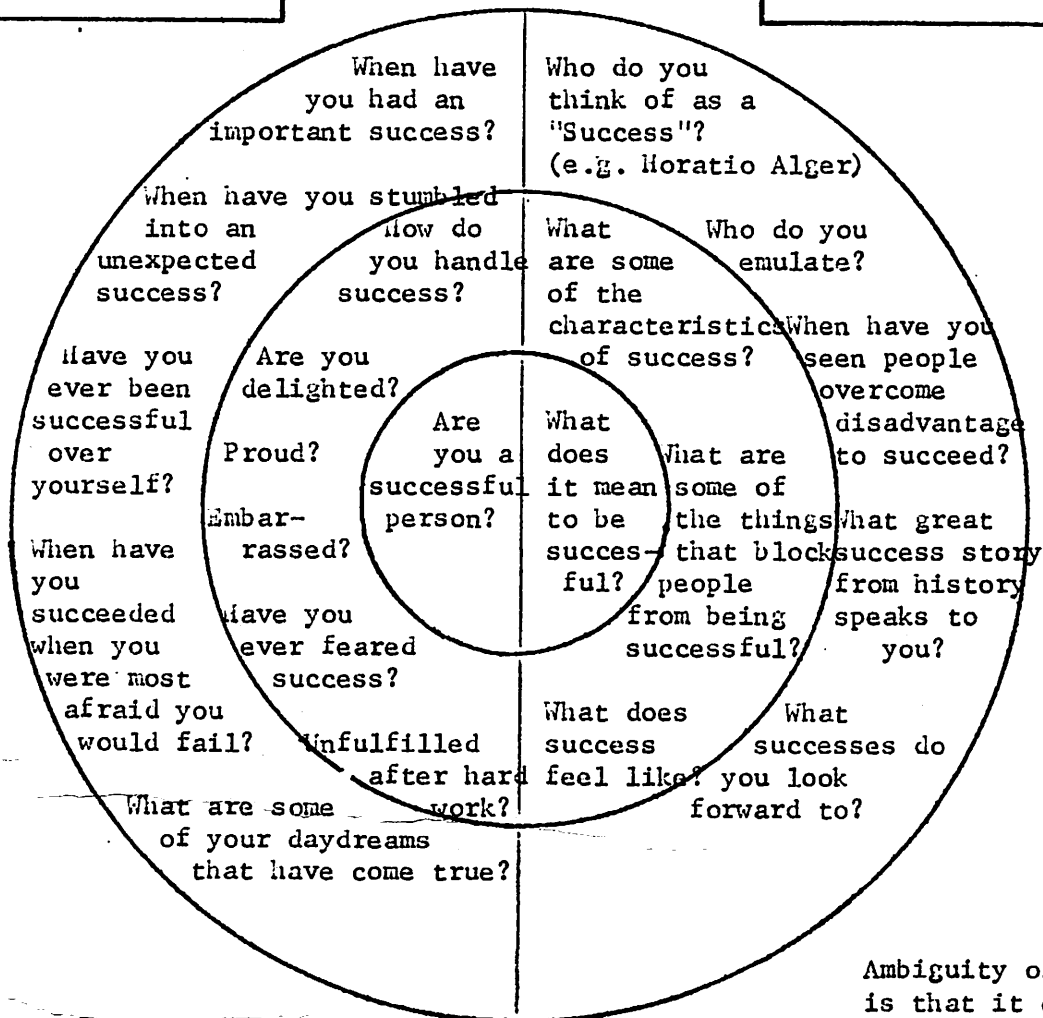 When have
you had an
important success?
When have you stumbled
into an
unexpected
success?
Have you
ever been
successful
over
yourself?
When have
you
succeeded
when you
were most
afraid you
would fail?
What are some
of your daydreams
that have come true?
How do
you handle
success?
Are you
delighted?
Proud?
Embar-
rassed?
Have you
ever feared
success?
Unfulfilled
after hard
work?
Are
you a
successful
person?
What
does
it mean
to be
succes-
ful?
What
are some
of the
characteristics
of success?
What are
some of
the things
that block
people
from being
successful?
What does
success
feel like?
Who do you
think of as a
"Success"?
(e.g. Horatio Alger)
Who do you
emulate?
When have you
seen people
overcome
disadvantage
to succeed?
What great
success story
from history
speaks to
you?
What
successes do
you look
forward to?
Ambiguity
is that it